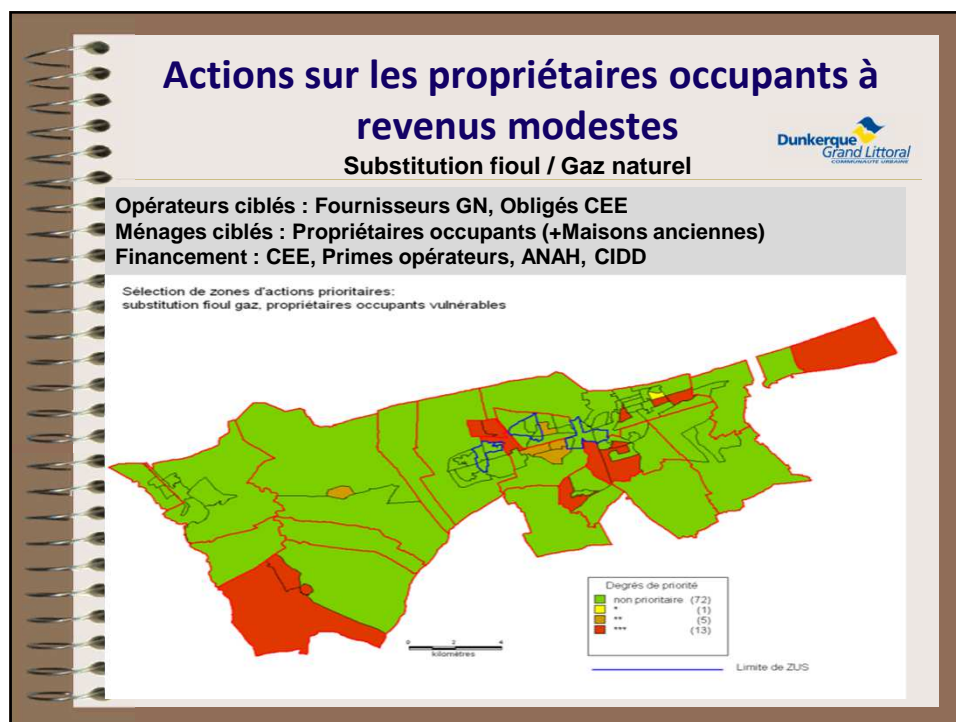 Actions sur les propriétaires occupants à
revenus modestes
Substitution fioul / Gaz naturel
Dunkerque
Grand Littoral
COMMUNAUTÉ URBAINE
Opérateurs ciblés : Fournisseurs GN, Obligés CEE
Ménages ciblés : Propriétaires occupants (+Maisons anciennes)
Financement : CEE, Primes opérateurs, ANAH, CIDD
Sélection de zones d'actions prioritaires:
substitution fioul gaz, propriétaires occupants vulnérables
Degrés de priorité
non prioritaire (72)
* (1)
** (5)
*** (13)
0 2 4
kilomètres
Limite de ZUS